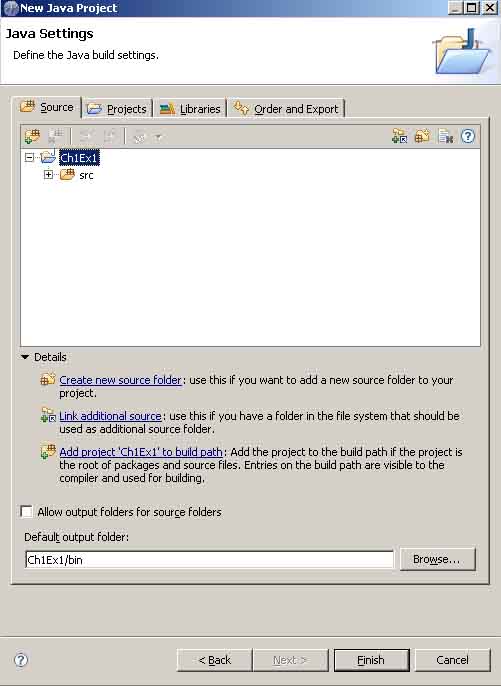 New Java Project
Java Settings
Define the Java build settings.
Source Projects Libraries Order and Export
Ch1Ex1
src
Details
Create new source folder: use this if you want to add a new source folder to your
project.
Link additional source: use this if you have a folder in the file system that should be
used as additional source folder.
Add project 'Ch1Ex1' to build path: Add the project to the build path if the project is
the root of packages and source files. Entries on the build path are visible to the
compiler and used for building.
Allow output folders for source folders
Default output folder:
Ch1Ex1/bin Browse...
< Back Next > Finish Cancel